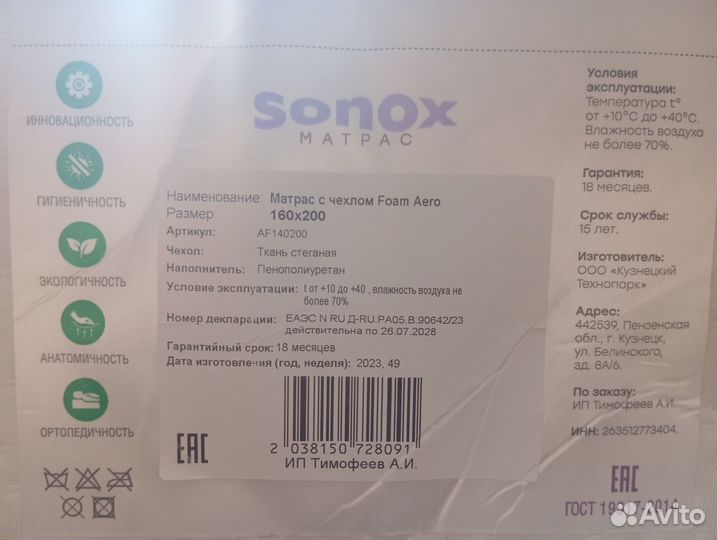 Sonox
МАТРАС
ИННОВАЦИОННОСТЬ
ГИГИЕНИЧНОСТЬ
ЭКОЛОГИЧНОСТЬ
АНАТОМИЧНОСТЬ
ОРТОПЕДИЧНОСТЬ
Наименование: Матрас с чехлом Foam Aero
Размер: 160x200
Артикул: AF140200
Чехол: Ткань стеганая
Наполнитель: Пенополиуретан
Условие эксплуатации: t от +10 до +40 , влажность воздуха не
более 70%
Номер декларации: ЕАЭС N RU Д-RU.РА05.В.90642/23
действительна по 26.07.2028
Гарантийный срок: 18 месяцев
Дата изготовления (год, неделя): 2023, 49
ЕАС
2 038150 728091
ИП Тимофеев А.И.
Условия
эксплуатации:
Температура t°
от +10°C до +40°C.
Влажность воздуха
не более 70%.
Гарантия:
18 месяцев.
Срок службы:
15 лет.
Изготовитель:
ООО «Кузнецкий
Технопарк»
Адрес:
442539, Пензенская
обл., г. Кузнецк,
ул. Белинского,
зд. 8А/6.
По заказу:
ИП Тимофеев А.И.
ИНН: 263512773404.
ЕАС
ГОСТ 2014
Avito